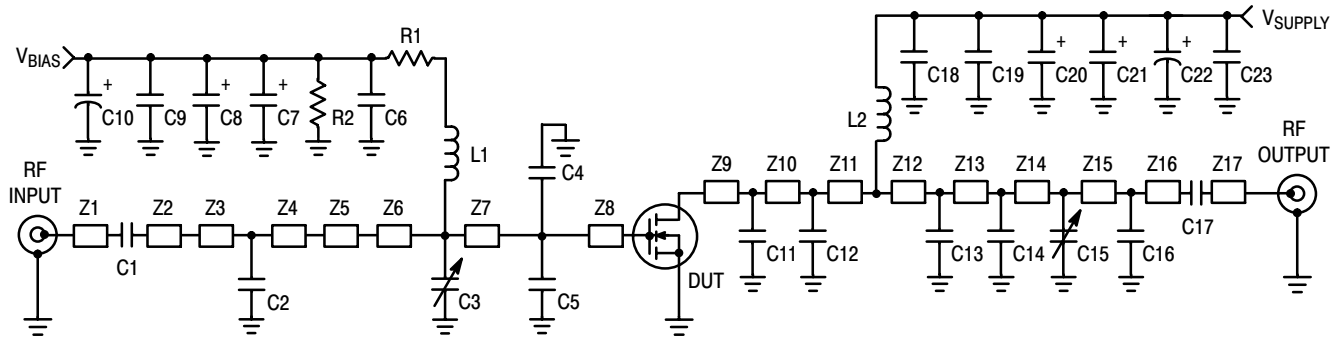 V_BIAS
R1
V_SUPPLY
+
+
+
+
+
+
C10
C9
C8
C7
R2
C6
C18
C19
C20
C21
C22
C23
L1
L2
C4
RF
INPUT
RF
OUTPUT
Z1
Z2
Z3
Z4
Z5
Z6
Z7
Z8
Z9
Z10
Z11
Z12
Z13
Z14
Z15
Z16
Z17
C1
C2
C3
C5
DUT
C11
C12
C13
C14
C15
C16
C17